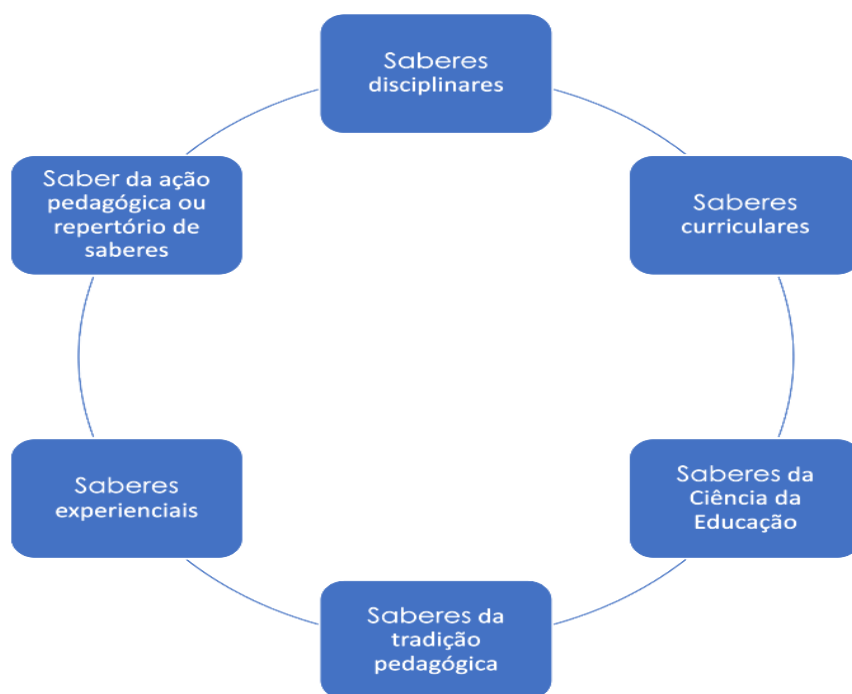 Saberes
disciplinares
Saberes
curriculares
Saberes da
Ciência da
Educação
Saberes da
tradição
pedagógica
Saberes
experienciais
Saber da ação
pedagógica ou
repertório de
saberes